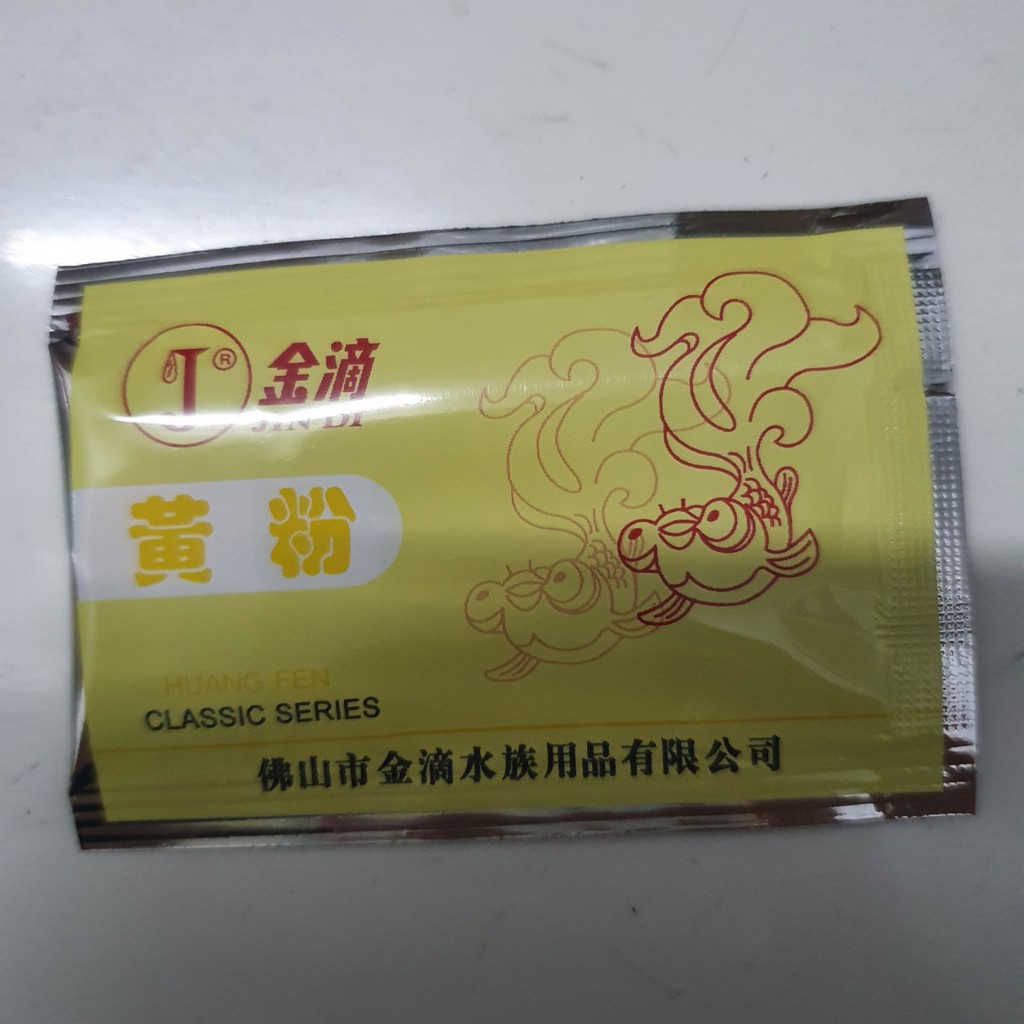 J®
金滴
JIN DI
黃粉
HUANG FEN
CLASSIC SERIES
佛山市金滴水族用品有限公司